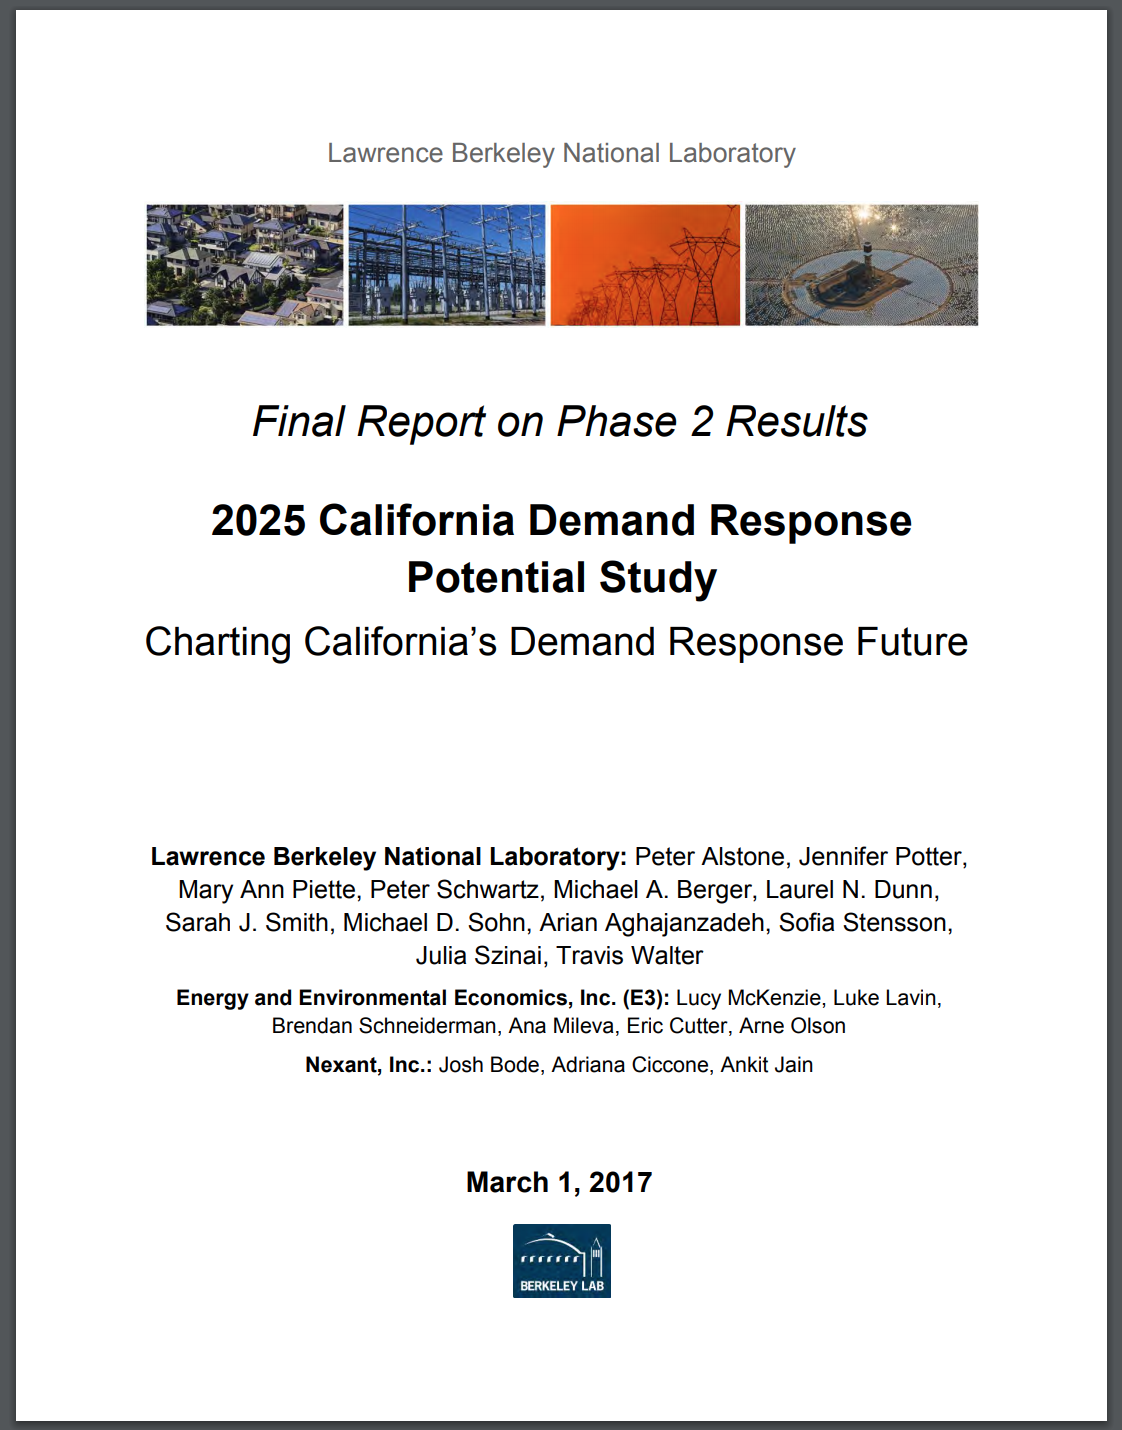 Lawrence Berkeley National Laboratory
Final Report on Phase 2 Results
2025 California Demand Response
Potential Study
Charting California’s Demand Response Future
Lawrence Berkeley National Laboratory: Peter Alstone, Jennifer Potter,
Mary Ann Piette, Peter Schwartz, Michael A. Berger, Laurel N. Dunn,
Sarah J. Smith, Michael D. Sohn, Arian Aghajanzadeh, Sofia Stensson,
Julia Szinai, Travis Walter
Energy and Environmental Economics, Inc. (E3): Lucy McKenzie, Luke Lavin,
Brendan Schneiderman, Ana Mileva, Eric Cutter, Arne Olson
Nexant, Inc.: Josh Bode, Adriana Ciccone, Ankit Jain
March 1, 2017
BERKELEY LAB